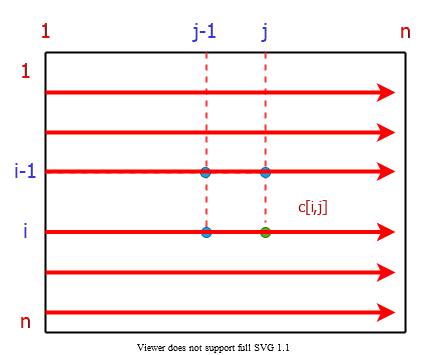 1 j-1 j n
1
i-1
c[i,j]
i
n
Viewer does not support full SVG 1.1